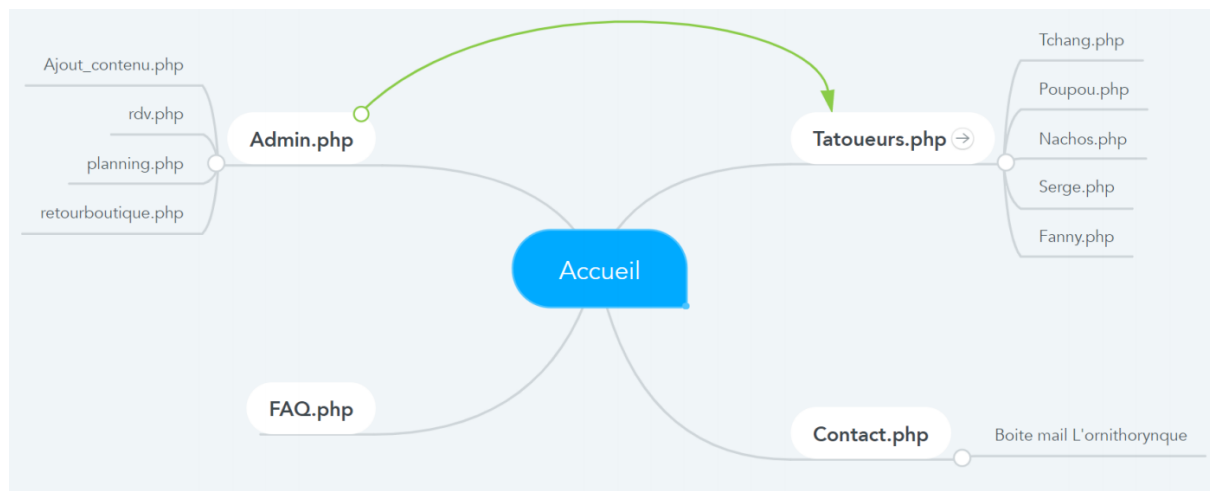 Ajout_contenu.php
rdv.php
planning.php
retourboutique.php
Admin.php
Tatoueurs.php
Tchang.php
Poupou.php
Nachos.php
Serge.php
Fanny.php
Accueil
FAQ.php
Contact.php
Boite mail L'ornithorynque